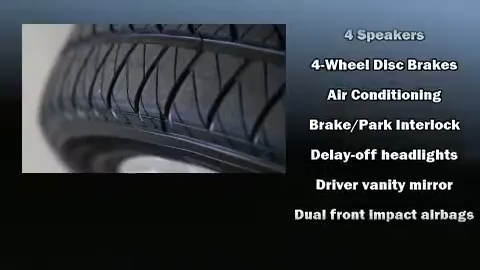 4 Speakers
4-Wheel Disc Brakes
Air Conditioning
Brake/Park Interlock
Delay-off headlights
Driver vanity mirror
Dual front impact airbags